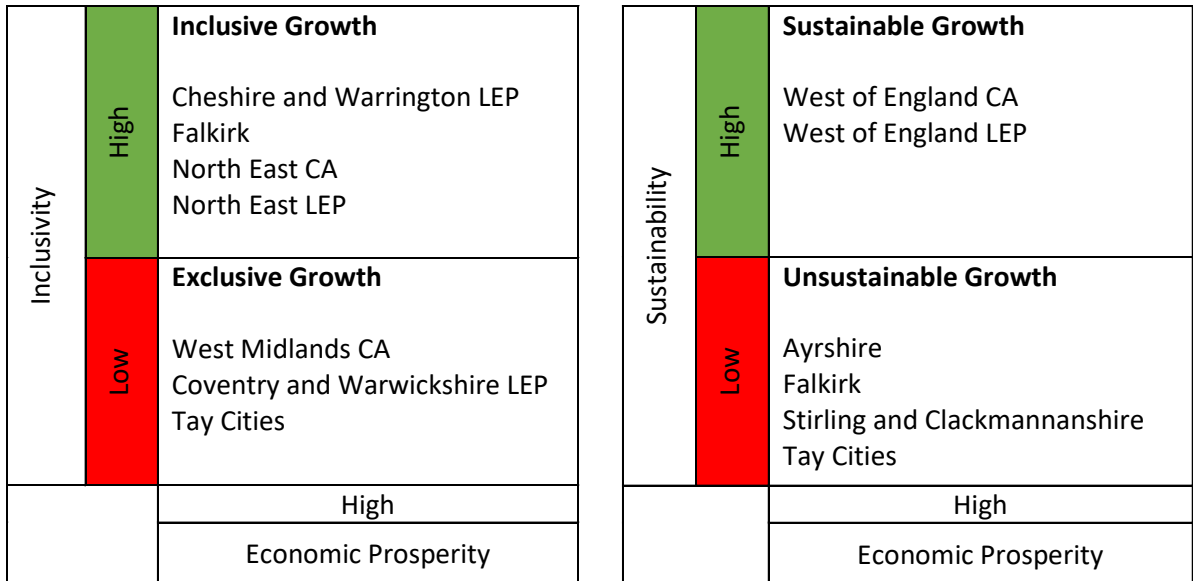 Inclusivity
High
Inclusive Growth
Cheshire and Warrington LEP
Falkirk
North East CA
North East LEP
Low
Exclusive Growth
West Midlands CA
Coventry and Warwickshire LEP
Tay Cities
High
Economic Prosperity
Sustainability
High
Sustainable Growth
West of England CA
West of England LEP
Low
Unsustainable Growth
Ayrshire
Falkirk
Stirling and Clackmannanshire
Tay Cities
High
Economic Prosperity